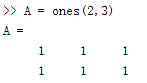 >> A = ones(2,3)
A =
1 1 1
1 1 1